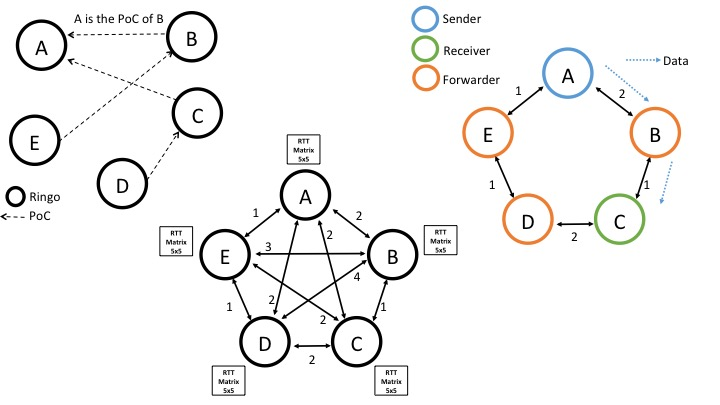 A is the PoC of B
A
B
C
E
D
Ringo
PoC
RTT
Matrix
5x5
A
RTT
Matrix
5x5
E
B
RTT
Matrix
5x5
D
C
RTT
Matrix
5x5
RTT
Matrix
5x5
1
2
2
3
4
2
2
1
1
2
Sender
Receiver
Forwarder
Data
A
1
2
E
B
1
1
D
C
2